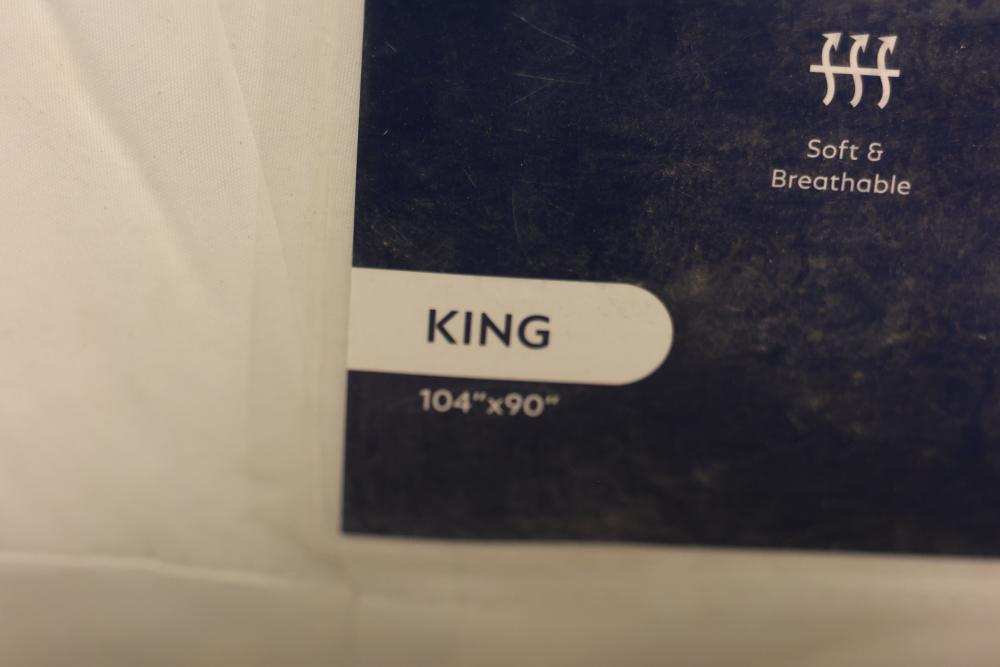 Soft &
Breathable
KING
104"x90"